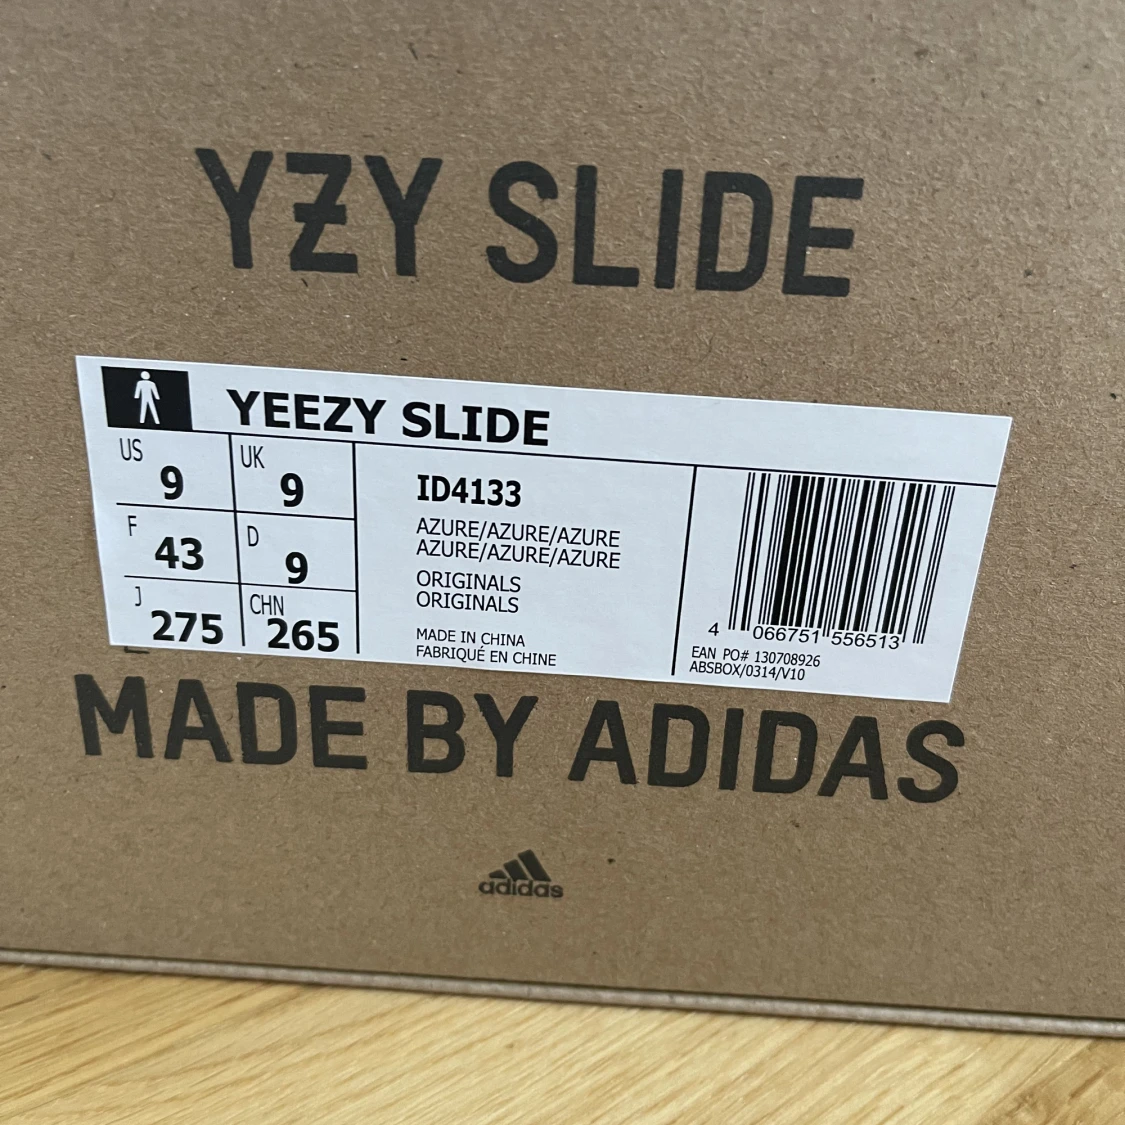 YZY SLIDE
YEEZY SLIDE
US 9 UK 9
F 43 D 9
J 275 CHN 265
ID4133
AZURE/AZURE/AZURE
AZURE/AZURE/AZURE
ORIGINALS
ORIGINALS
MADE IN CHINA
FABRIQUÉ EN CHINE
4 066751 556513
EAN PO# 130708926
ABSBOX/0314/V10
MADE BY ADIDAS
adidas